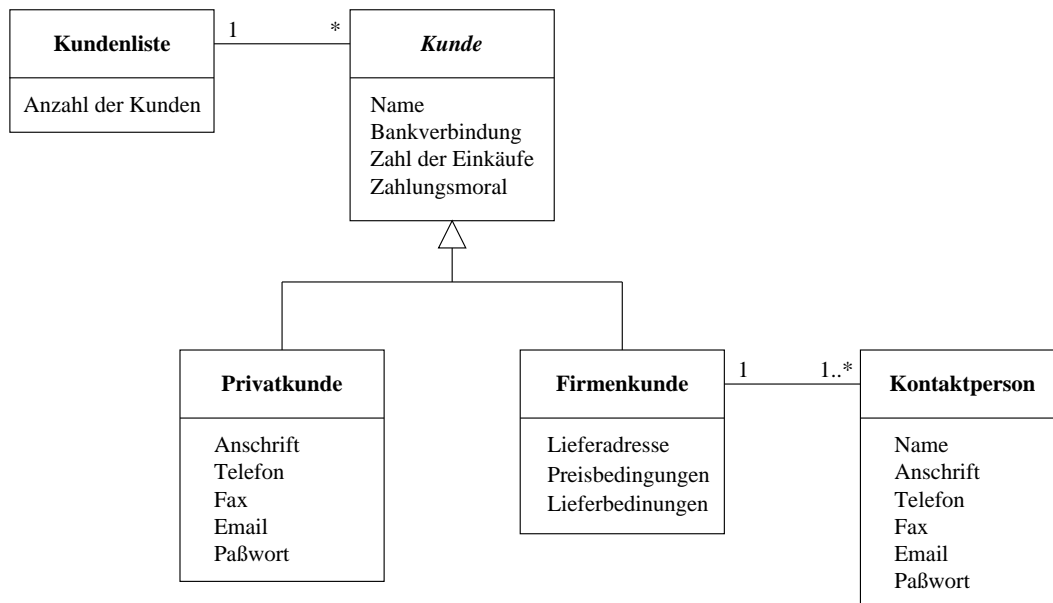 Kundenliste
1
*
Kunde
Anzahl der Kunden
Name
Bankverbindung
Zahl der Einkäufe
Zahlungsmoral
Privatkunde
Anschrift
Telefon
Fax
Email
Paßwort
Firmenkunde
1
1..*
Lieferadresse
Preisbedingungen
Lieferbedinungen
Kontaktperson
Name
Anschrift
Telefon
Fax
Email
Paßwort